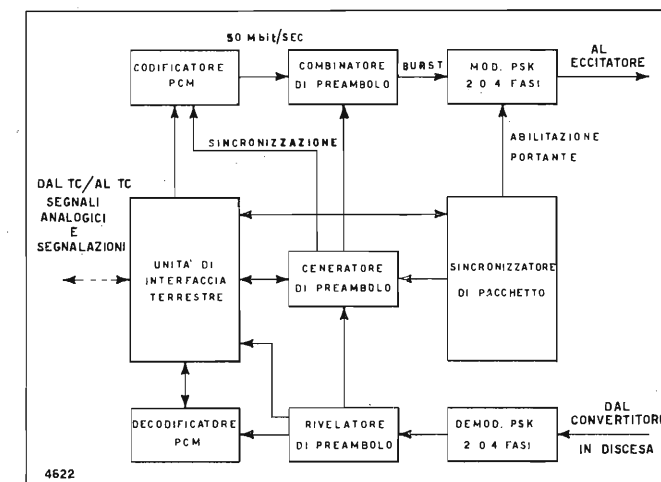 50 Mbit/SEC
CODIFICATORE
PCM
COMBINATORE
DI PREAMBOLO
BURST
MOD. PSK
2 O 4 FASI
AL
ECCITATORE
SINCRONIZZAZIONE
ABILITAZIONE
PORTANTE
DAL TC/AL TC
SEGNALI
ANALOGICI
E
SEGNALAZIONI
UNITA' DI
INTERFACCIA
TERRESTRE
CENERATORE
DI PREAMBOLO
SINCRONIZZATORE
DI PACCHETTO
DECODIFICATORE
PCM
RIVELATORE
DI PREAMBOLO
DEMOD. PSK
2 O 4 FASI
DAL
CONVERTITORE
IN DISCESA
4622